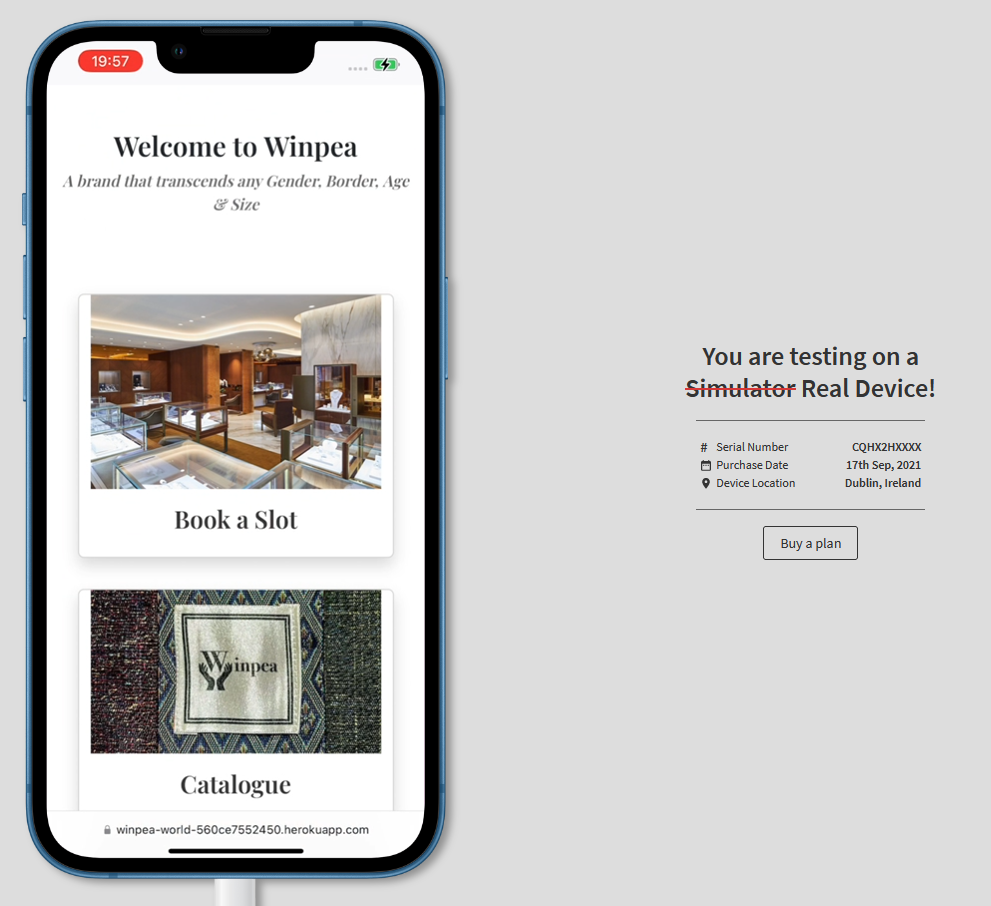 19:57
Welcome to Winpea
A brand that transcends any Gender, Border, Age
& Size
Book a Slot
Winpea
Catalogue
winpea-world-560ce7552450.herokuapp.com
You are testing on a
Simulator Real Device!
# Serial Number CQHX2HXXXX
Purchase Date 17th Sep, 2021
Device Location Dublin, Ireland
Buy a plan